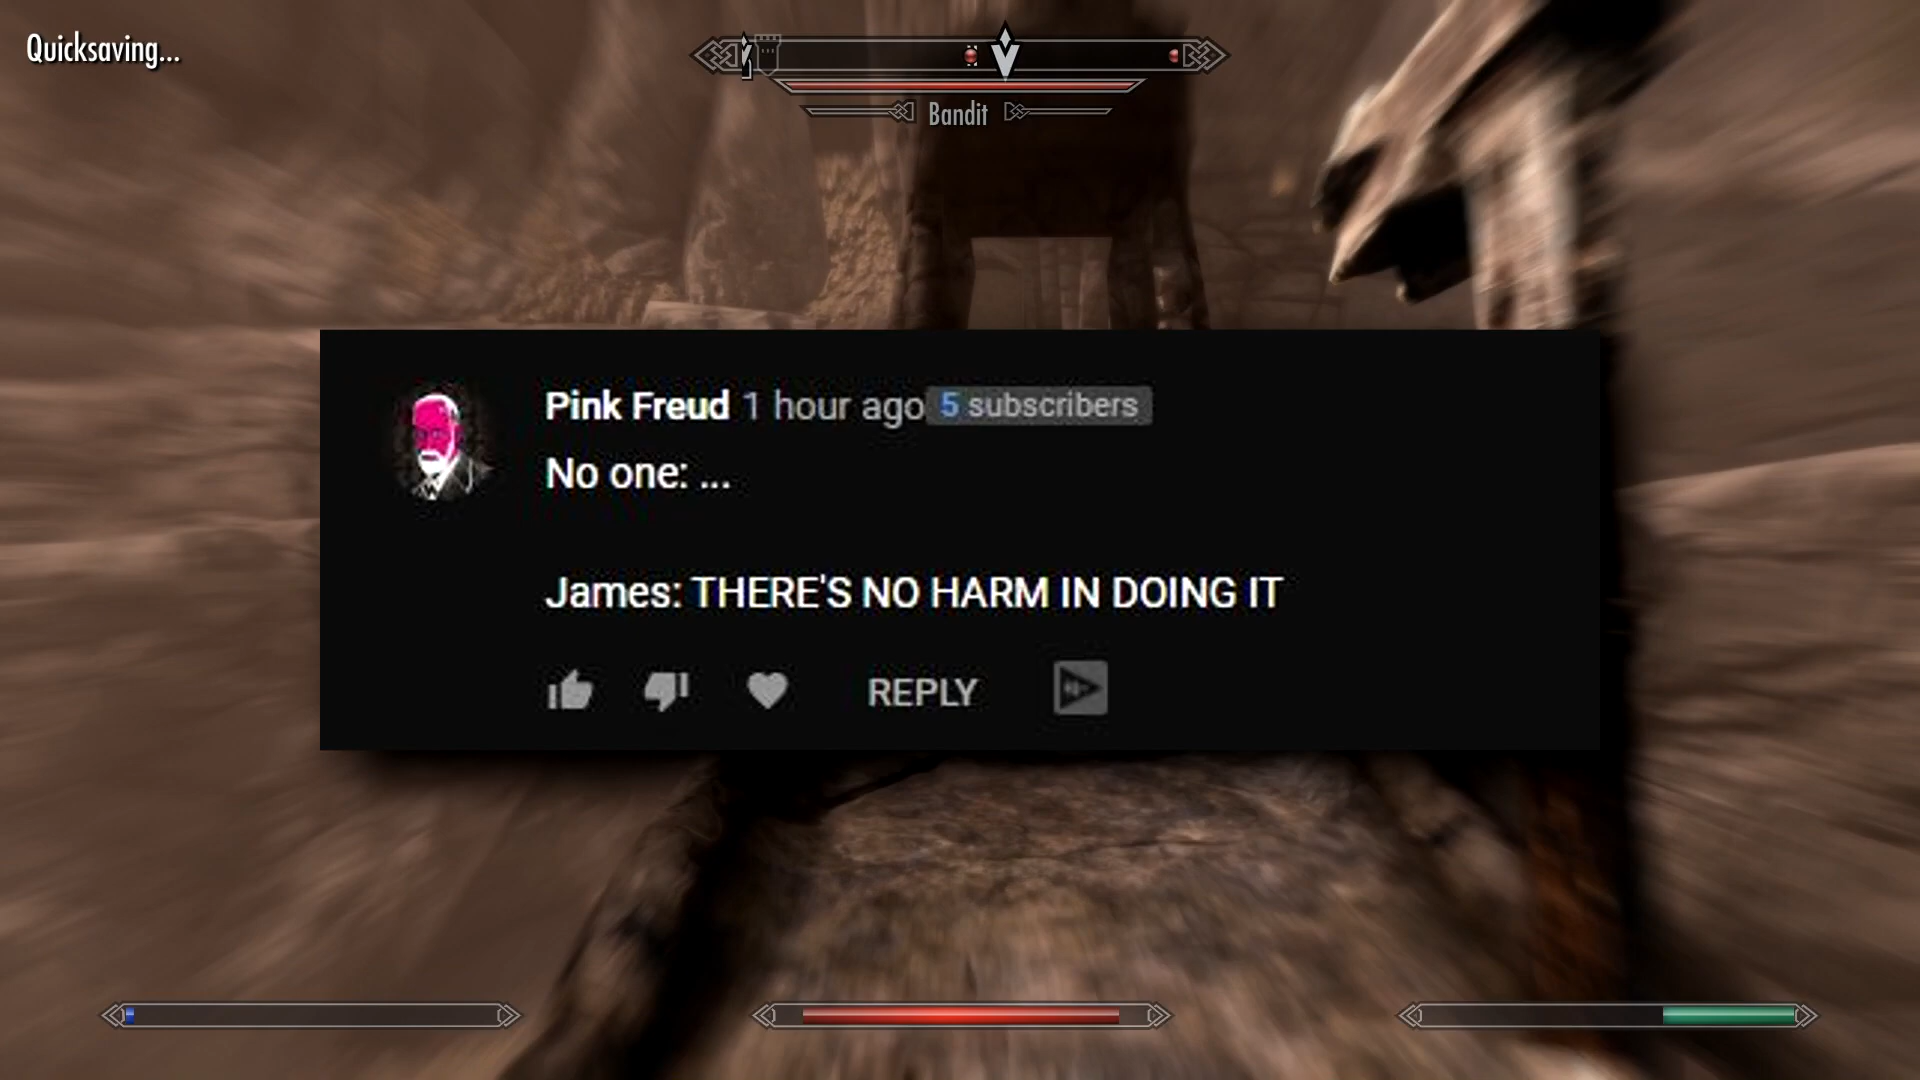 Quicksaving...
Bandit
Pink Freud 1 hour ago 5 subscribers
No one: ...
James: THERE'S NO HARM IN DOING IT
REPLY